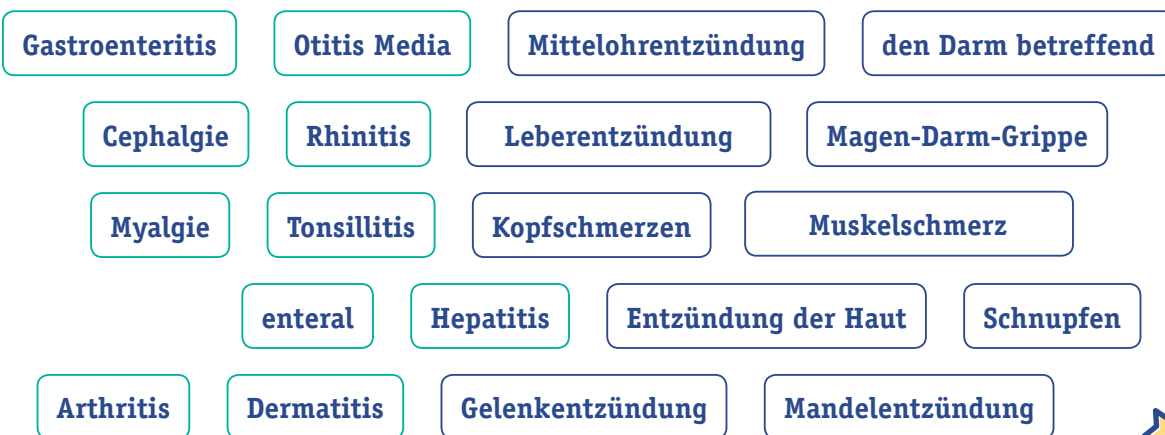 Gastroenteritis Otitis Media Mittelohrentzündung den Darm betreffend
Cephalgie Rhinitis Leberentzündung Magen-Darm-Grippe
Myalgie Tonsillitis Kopfschmerzen Muskelschmerz
enteral Hepatitis Entzündung der Haut Schnupfen
Arthritis Dermatitis Gelenkentzündung Mandelentzündung